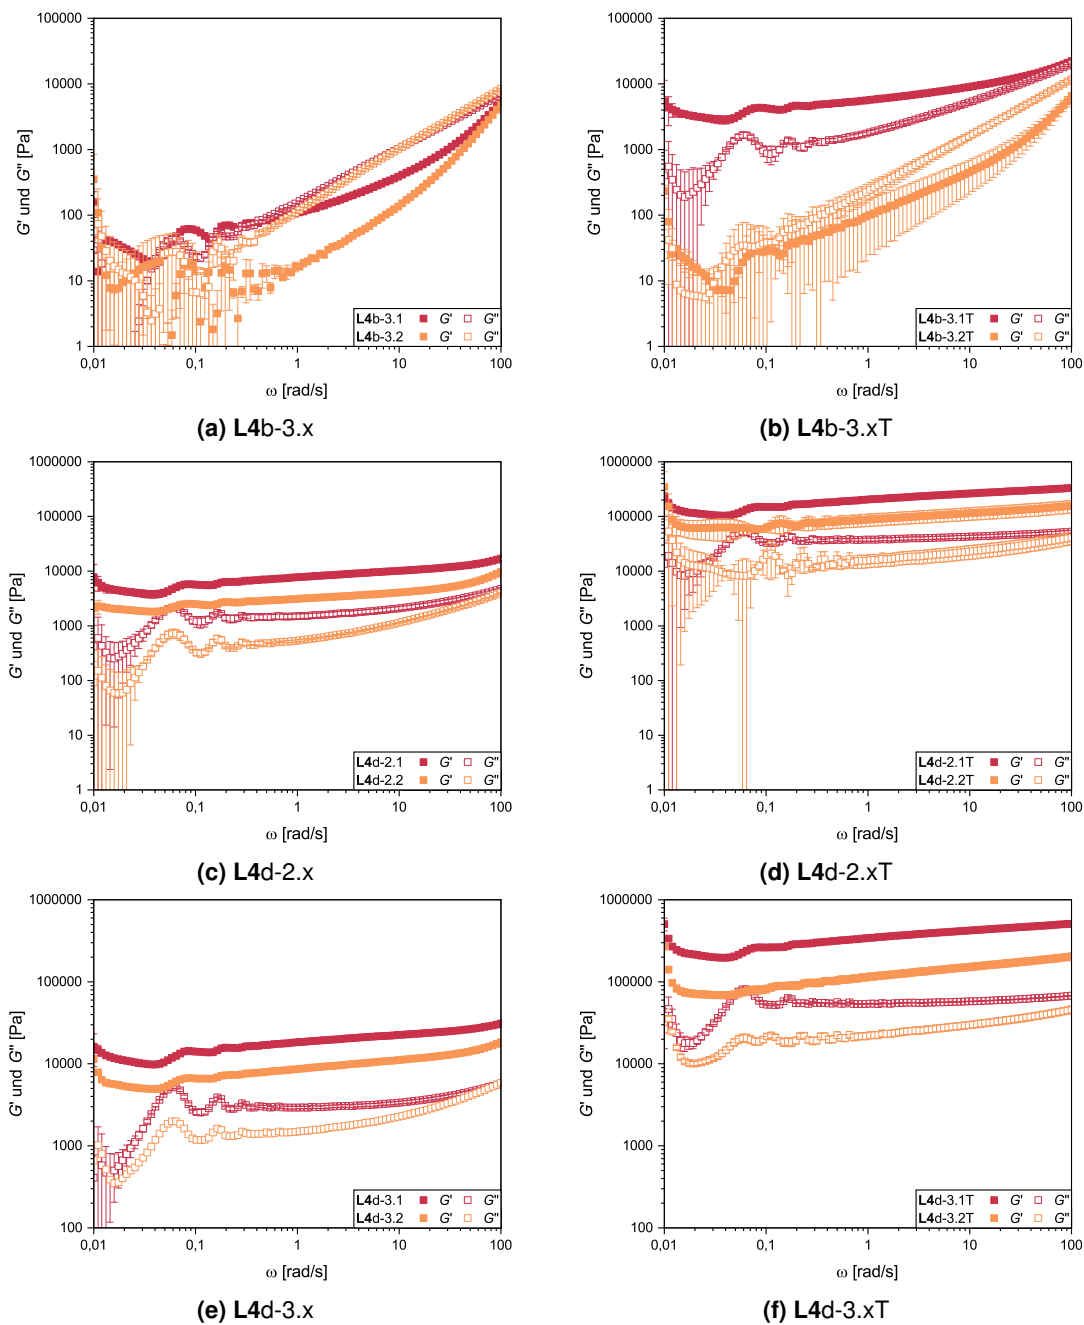 100000
10000
1000
100
10
1
G' und G'' [Pa]
L4b-3.1 G' G''
L4b-3.2 G' G''
0,01 0,1 1 10 100
ω [rad/s]
(a) L4b-3.x
100000
10000
1000
100
10
1
G' und G'' [Pa]
L4b-3.1T G' G''
L4b-3.2T G' G''
0,01 0,1 1 10 100
ω [rad/s]
(b) L4b-3.xT
1000000
100000
10000
1000
100
10
1
G' und G'' [Pa]
L4d-2.1 G' G''
L4d-2.2 G' G''
0,01 0,1 1 10 100
ω [rad/s]
(c) L4d-2.x
1000000
100000
10000
1000
100
10
1
G' und G'' [Pa]
L4d-2.1T G' G''
L4d-2.2T G' G''
0,01 0,1 1 10 100
ω [rad/s]
(d) L4d-2.xT
1000000
100000
10000
1000
100
G' und G'' [Pa]
L4d-3.1 G' G''
L4d-3.2 G' G''
0,01 0,1 1 10 100
ω [rad/s]
(e) L4d-3.x
1000000
100000
10000
1000
100
G' und G'' [Pa]
L4d-3.1T G' G''
L4d-3.2T G' G''
0,01 0,1 1 10 100
ω [rad/s]
(f) L4d-3.xT